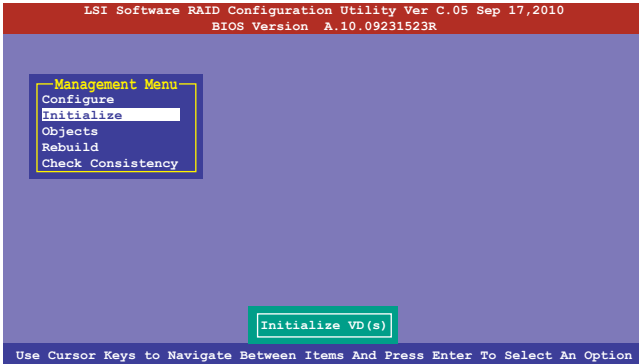 LSI Software RAID Configuration Utility Ver C.05 Sep 17,2010
BIOS Version A.10.09231523R
Management Menu
Configure
Initialize
Objects
Rebuild
Check Consistency
Initialize VD(s)
Use Cursor Keys to Navigate Between Items And Press Enter To Select An Option